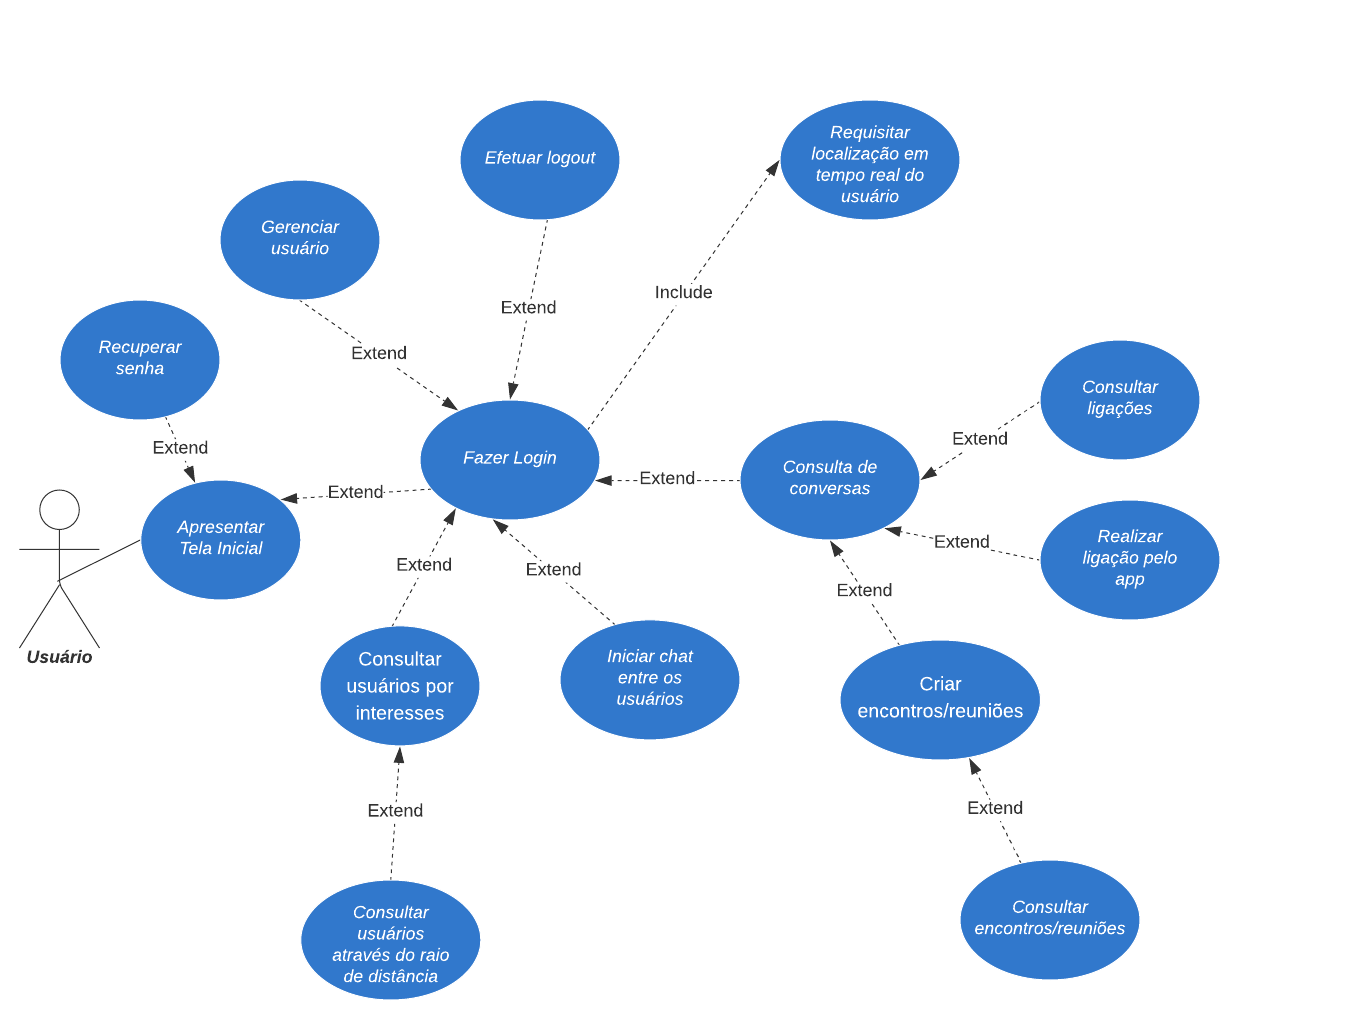 Efetuar logout
Requisitar
localização em
tempo real do
usuário
Gerenciar
usuário
Include
Extend
Recuperar
senha
Extend
Extend
Consultar
ligações
Extend
Fazer Login
Consulta de
conversas
Extend
Extend
Apresentar
Tela Inicial
Realizar
ligação pelo
app
Extend
Extend
Extend
Extend
Usuário
Consultar
usuários por
interesses
Iniciar chat
entre os
usuários
Criar
encontros/reuniões
Extend
Extend
Consultar
usuários
através do raio
de distância
Consultar
encontros/reuniões